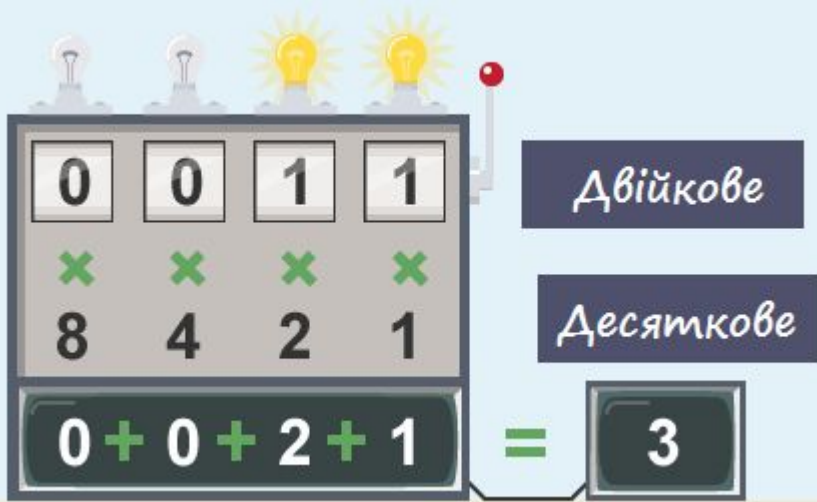 0 0 1 1
Двійкове
× × × ×
8 4 2 1
Десяткове
0 + 0 + 2 + 1 = 3